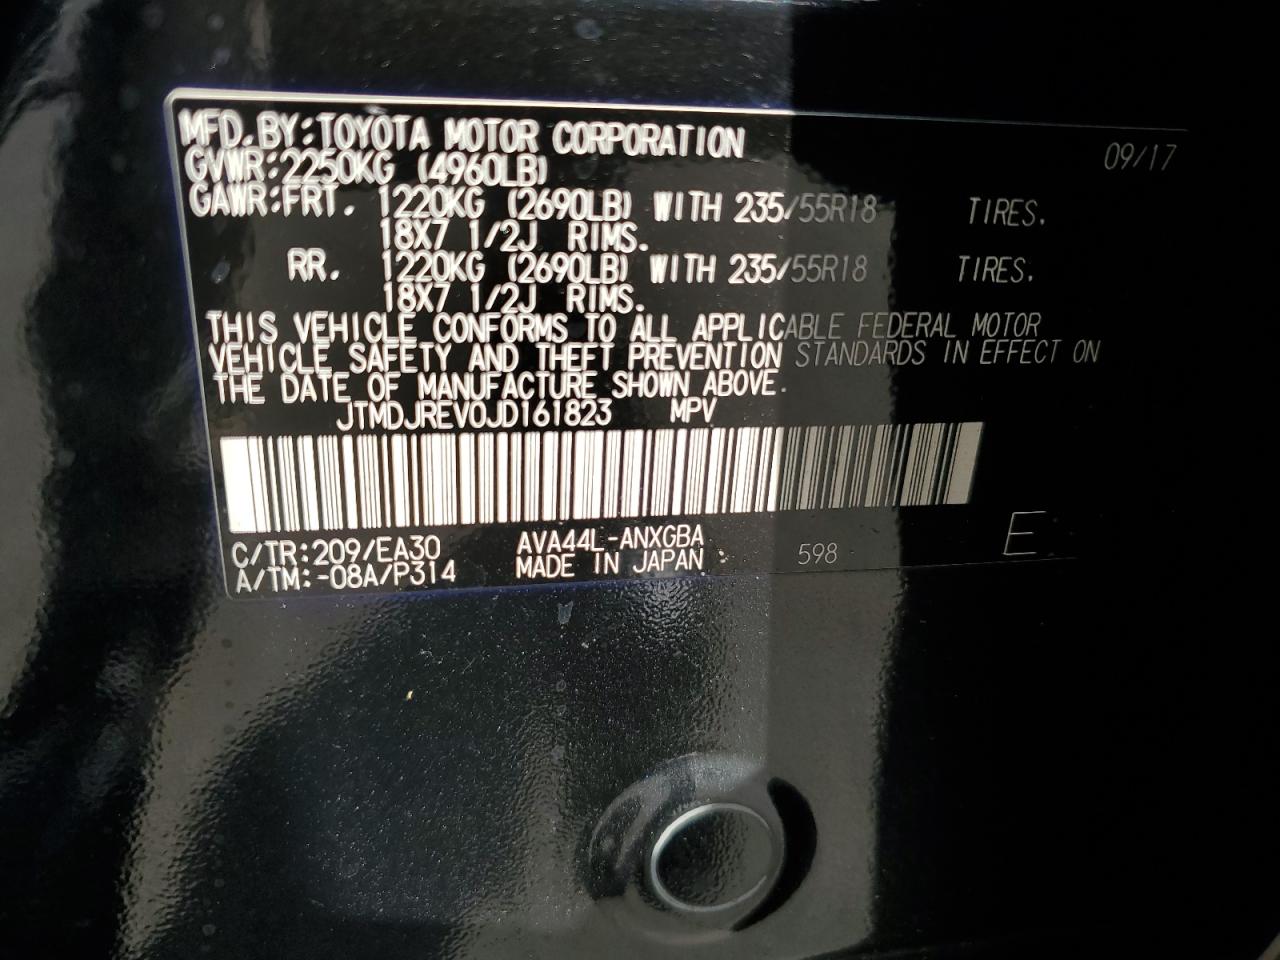 MFD.BY:TOYOTA MOTOR CORPORATION 09/17
GVWR:2250KG (4960LB)
GAWR:FRT. 1220KG (2690LB) WITH 235/55R18 TIRES.
18X7 1/2J RIMS.
RR. 1220KG (2690LB) WITH 235/55R18 TIRES.
18X7 1/2J RIMS.
THIS VEHICLE CONFORMS TO ALL APPLICABLE FEDERAL MOTOR
VEHICLE SAFETY AND THEFT PREVENTION STANDARDS IN EFFECT ON
THE DATE OF MANUFACTURE SHOWN ABOVE.
JTMDJREV0JD161823 MPV
C/TR:209/EA30 AVA44L-ANXGBA 598 E
A/TM:-08A/P314 MADE IN JAPAN